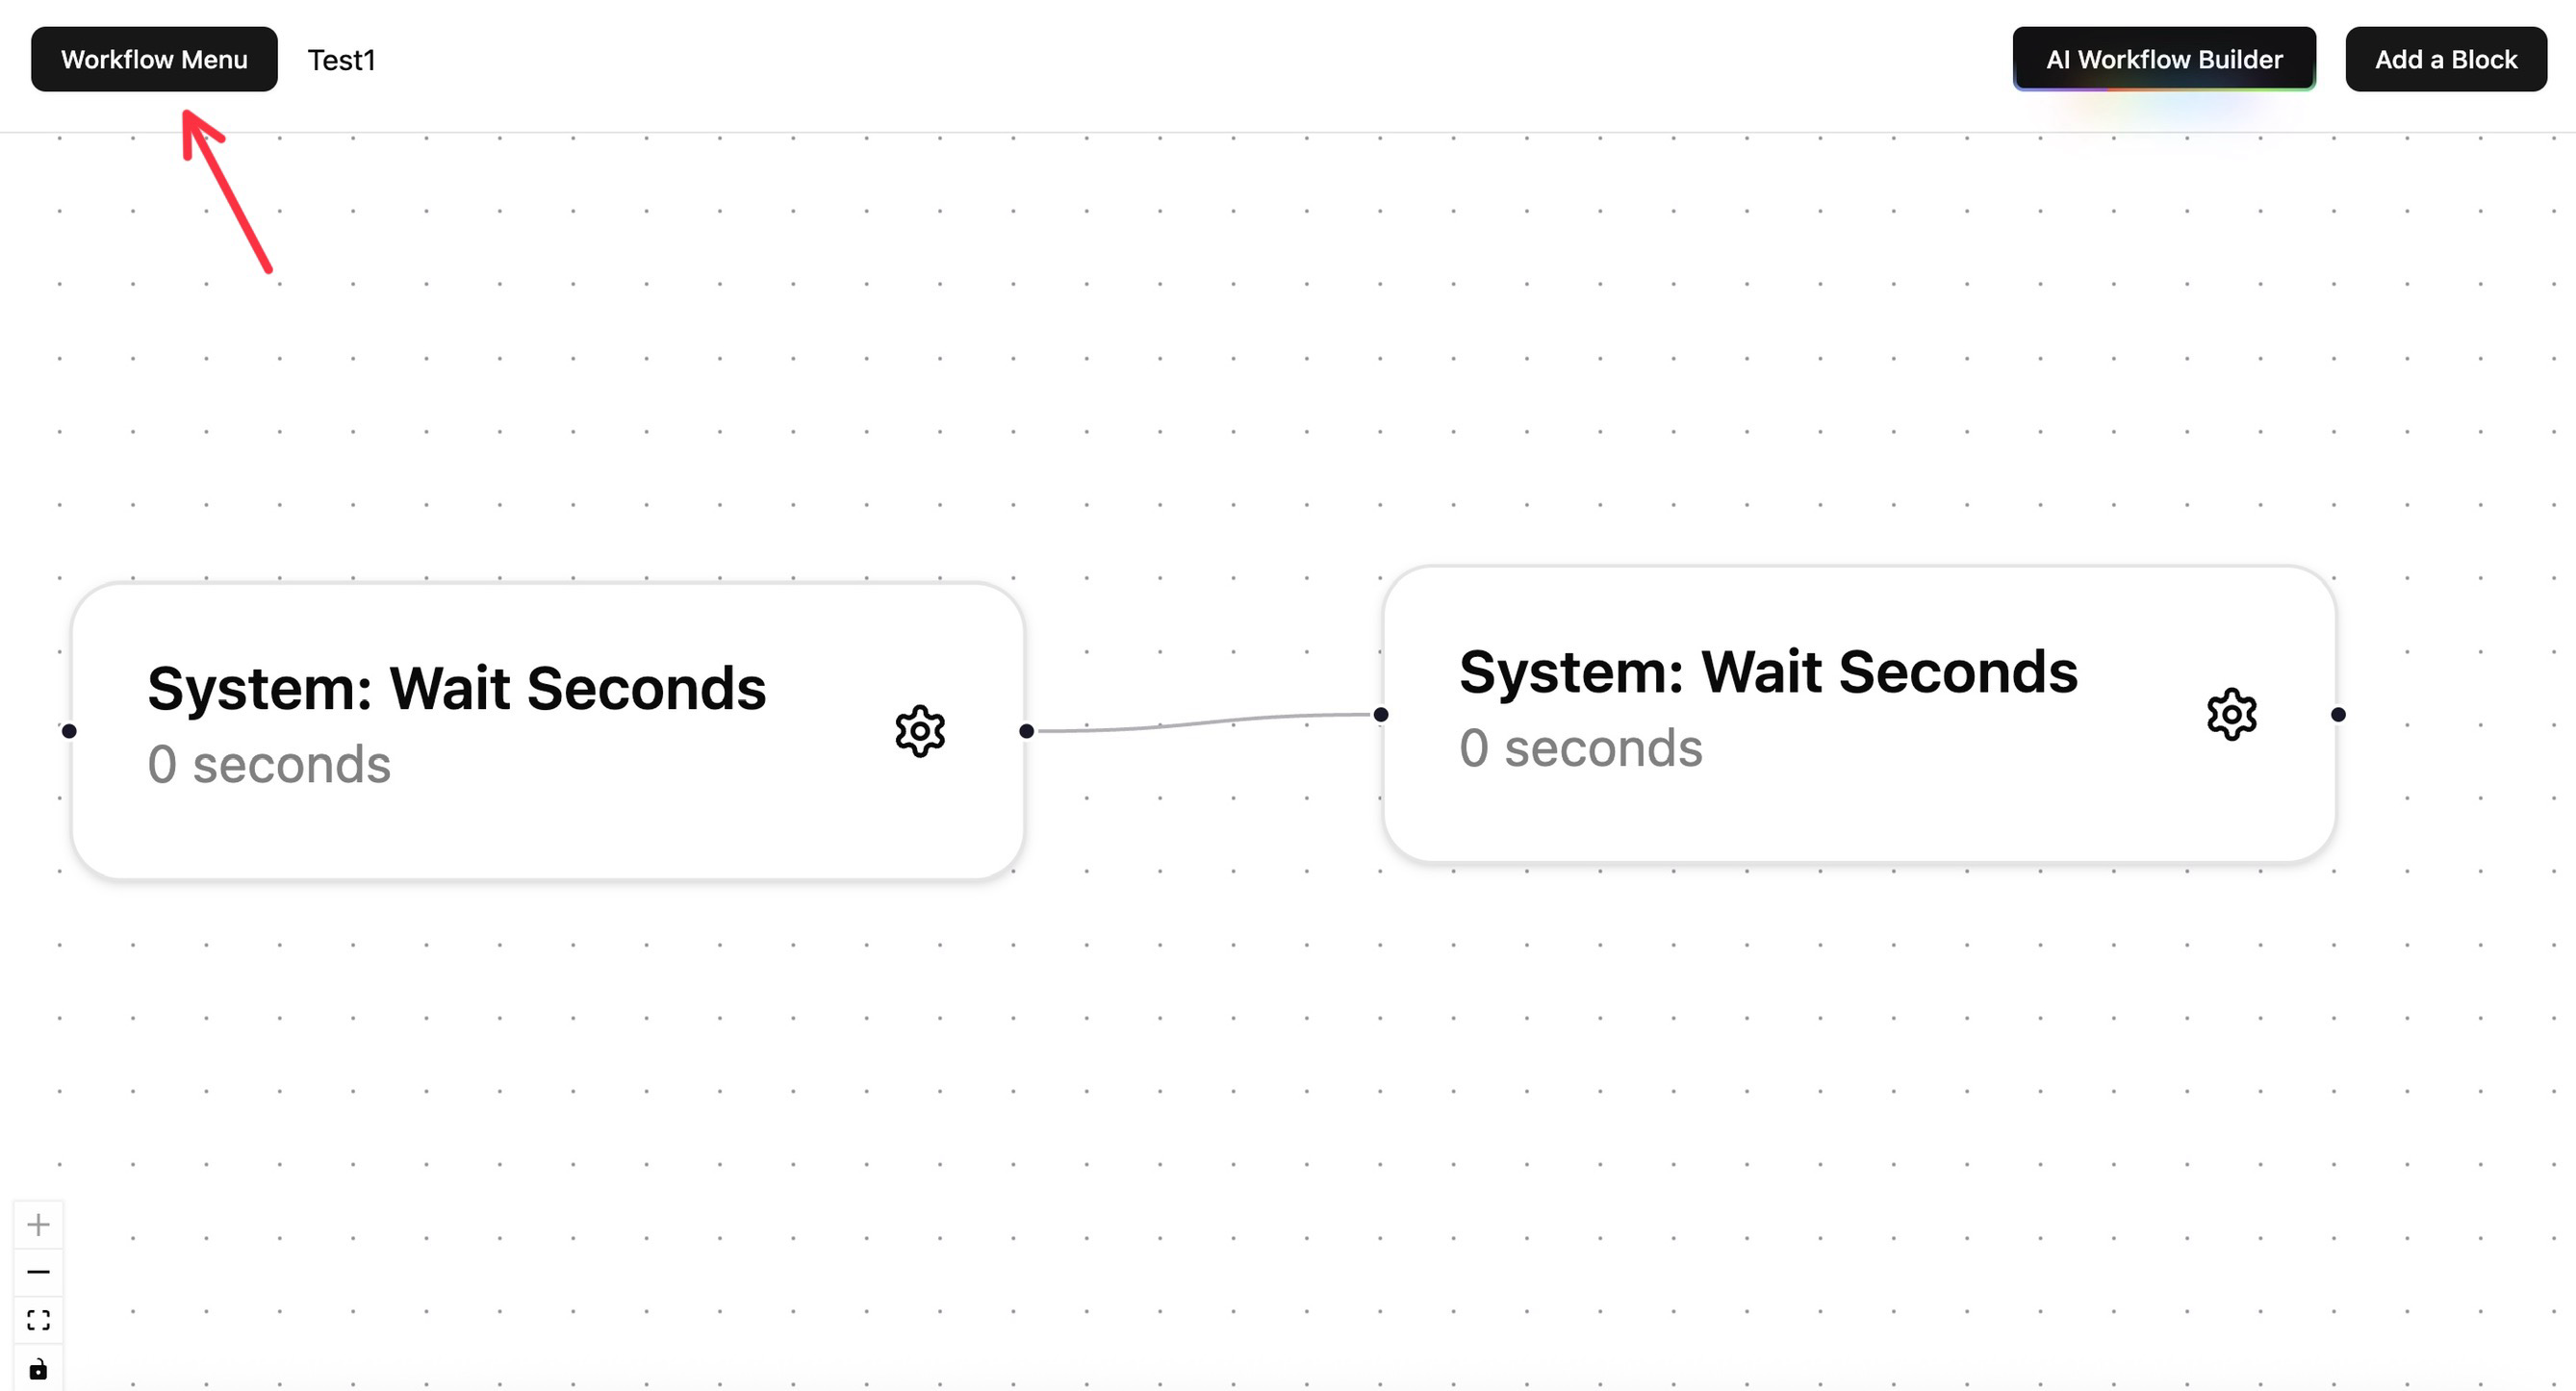 Workflow Menu
Test1
AI Workflow Builder
Add a Block
System: Wait Seconds
0 seconds
System: Wait Seconds
0 seconds